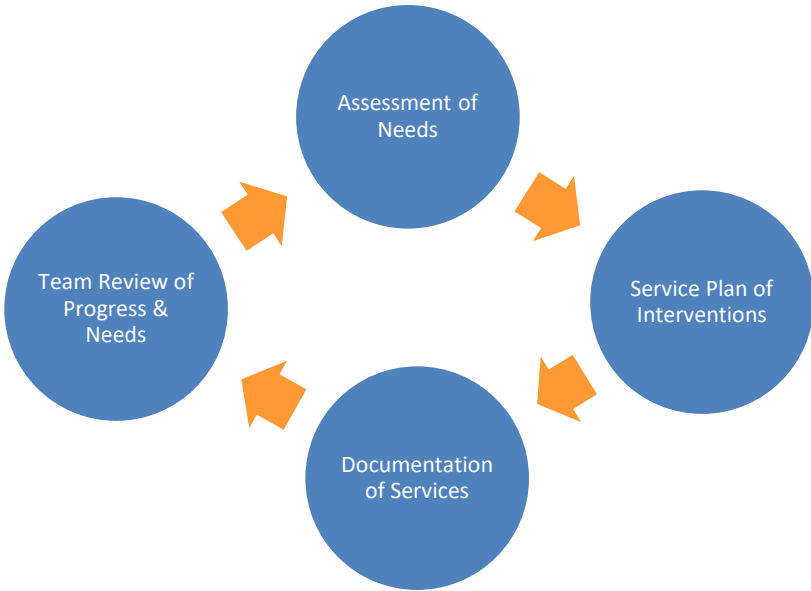 Assessment of
Needs
Service Plan of
Interventions
Documentation
of Services
Team Review of
Progress &
Needs